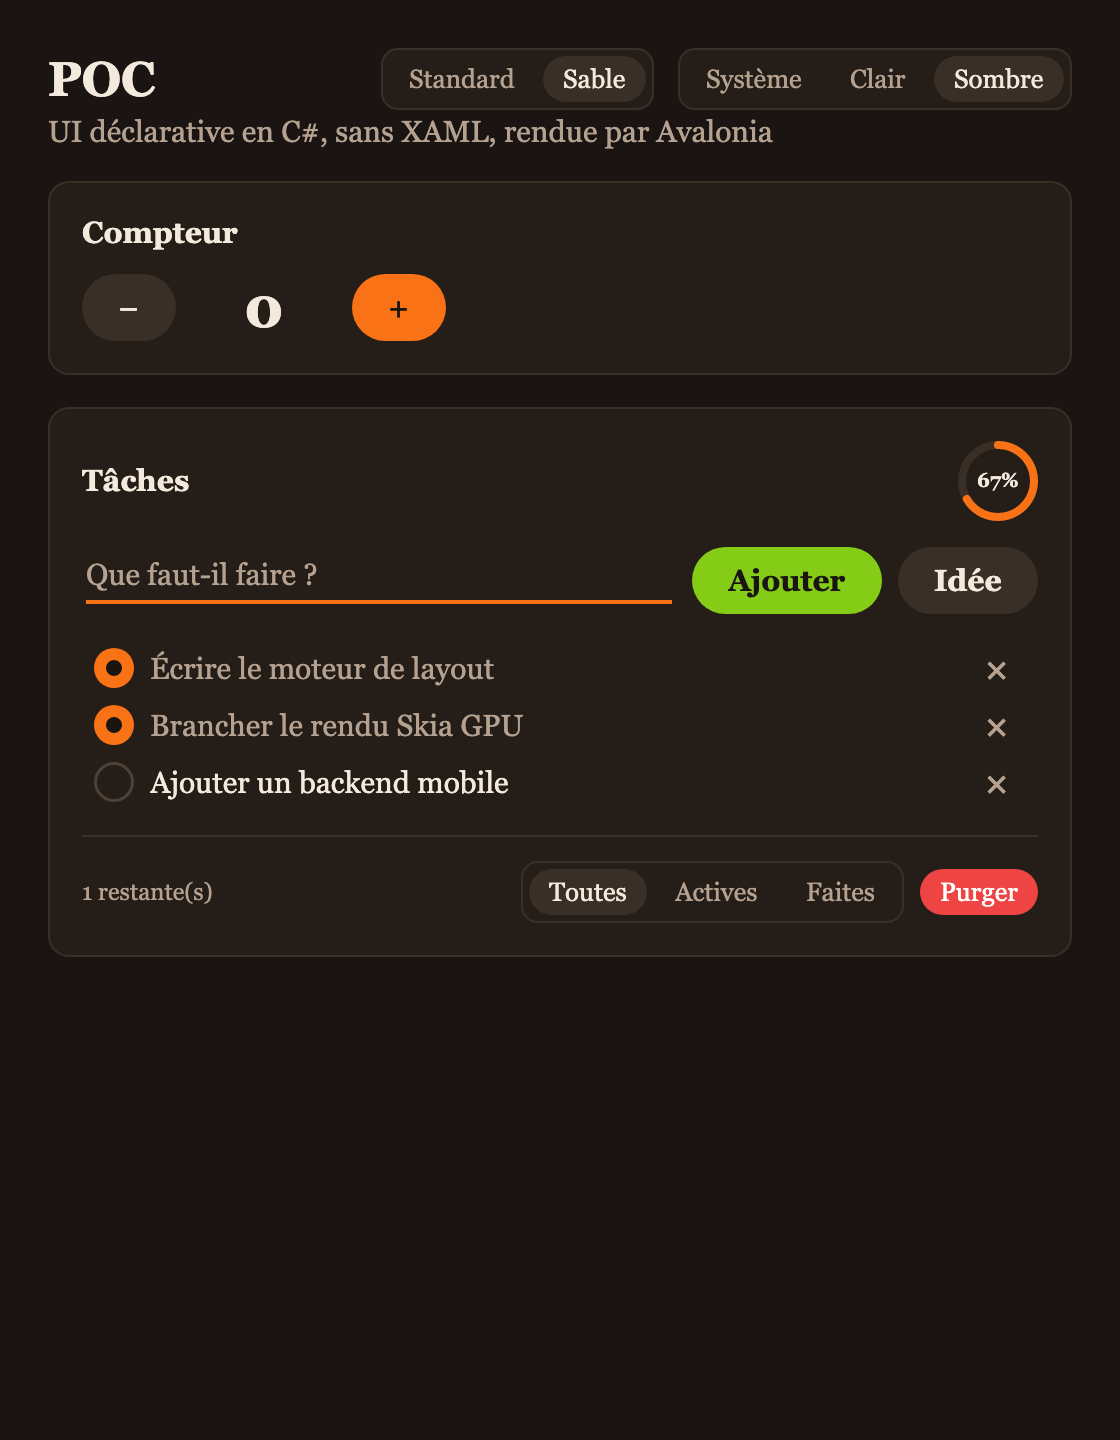 POC
Standard Sable Système Clair Sombre
UI déclarative en C#, sans XAML, rendue par Avalonia
Compteur
− 0 +
Tâches 67%
Que faut-il faire ? Ajouter Idée
Écrire le moteur de layout ×
Brancher le rendu Skia GPU ×
Ajouter un backend mobile ×
1 restante(s) Toutes Actives Faites Purger